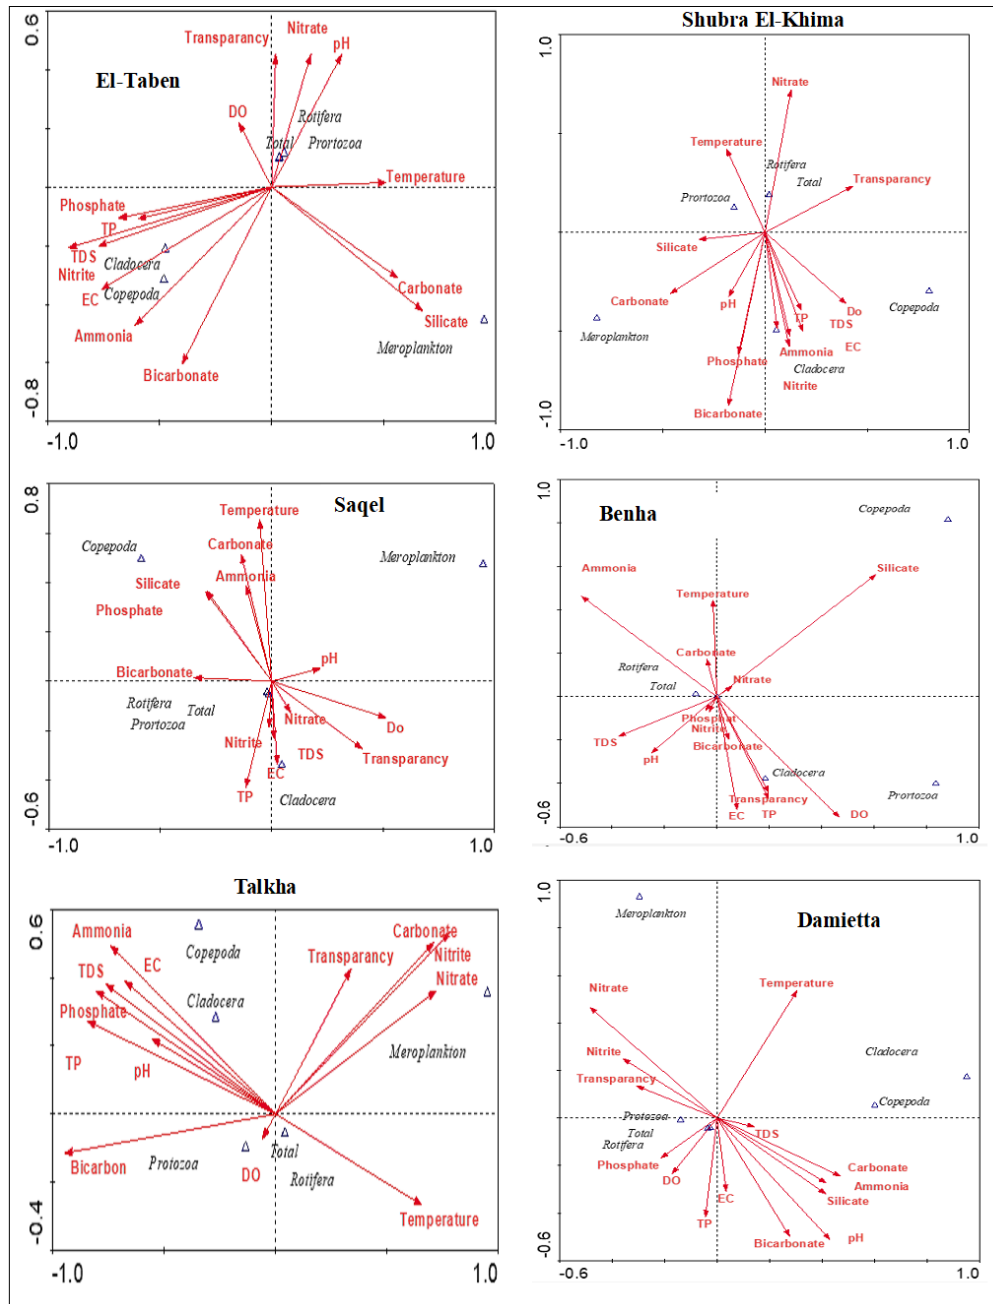 El-Taben
0.6
Transparancy
Nitrate
pH
DO
Rotifera
Total
Prortozoa
Temperature
Phosphate
TP
TDS
Cladocera
Nitrite
EC
Copepoda
Carbonate
Silicate
Ammonia
Meroplankton
Bicarbonate
-0.8
-1.0
1.0
Shubra El-Khima
1.0
Nitrate
Temperature
Rotifera
Total
Transparency
Prortozoa
Silicate
Carbonate
pH
Copepoda
TP
Do
TDS
Meroplankton
EC
Phosphate
Ammonia
Cladocera
Nitrite
Bicarbonate
-1.0
-1.0
1.0
Saqel
0.8
Temperature
Copepoda
Carbonate
Meroplankton
Silicate
Ammonia
Phosphate
pH
Bicarbonate
Rotifera
Total
Prortozoa
Nitrate
Do
Nitrite
TDS
Transparancy
EC
TP
Cladocera
-0.6
-1.0
1.0
Benha
1.0
Copepoda
Ammonia
Silicate
Temperature
Carbonate
Rotifera
Total
Nitrate
Phosphat
Nitrite
TDS
Bicarbonate
pH
Cladocera
Prortozoa
Transparancy
EC
TP
DO
-0.6
-0.6
1.0
Talkha
0.6
Ammonia
Carbonate
Copepoda
Nitrite
Transparancy
EC
TDS
Nitrate
Cladocera
Phosphate
Meroplankton
TP
pH
Bicarbon
Protozoa
Total
DO
Rotifera
Temperature
-0.4
-1.0
1.0
Damietta
1.0
Meroplankton
Temperature
Nitrate
Nitrite
Cladocera
Transparancy
Copepoda
Protozoa
Total
TDS
Rotifera
Phosphate
Carbonate
DO
Ammonia
EC
Silicate
TP
Bicarbonate
pH
-0.6
-0.6
1.0